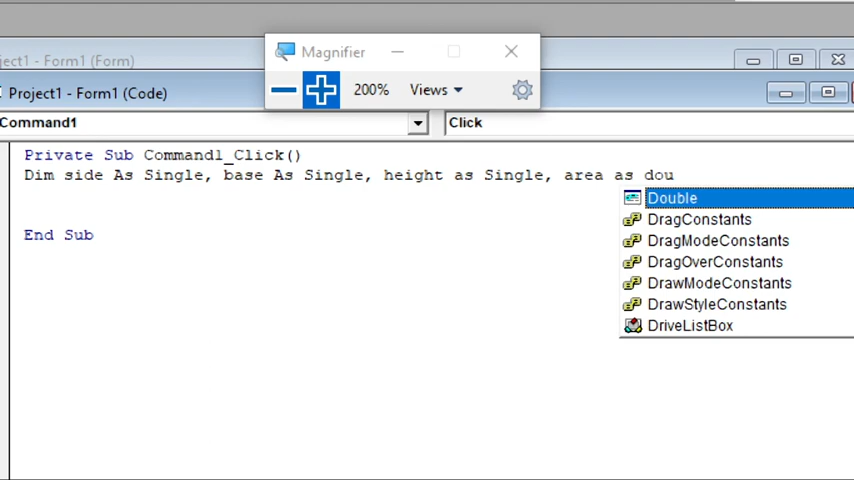 Magnifier
ject1 - Form1 (Form)
200% Views
Project1 - Form1 (Code)
Command1 Click
Private Sub Command1_Click()
Dim side As Single, base As Single, height as Single, area as dou
Double
DragConstants
DragModeConstants
DragOverConstants
DrawModeConstants
DrawStyleConstants
DriveListBox
End Sub